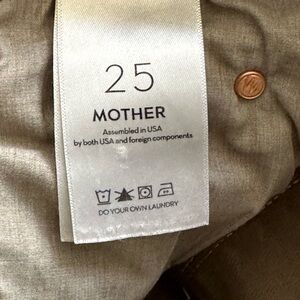 25
MOTHER
Assembled in USA
by both USA and foreign components
DO YOUR OWN LAUNDRY